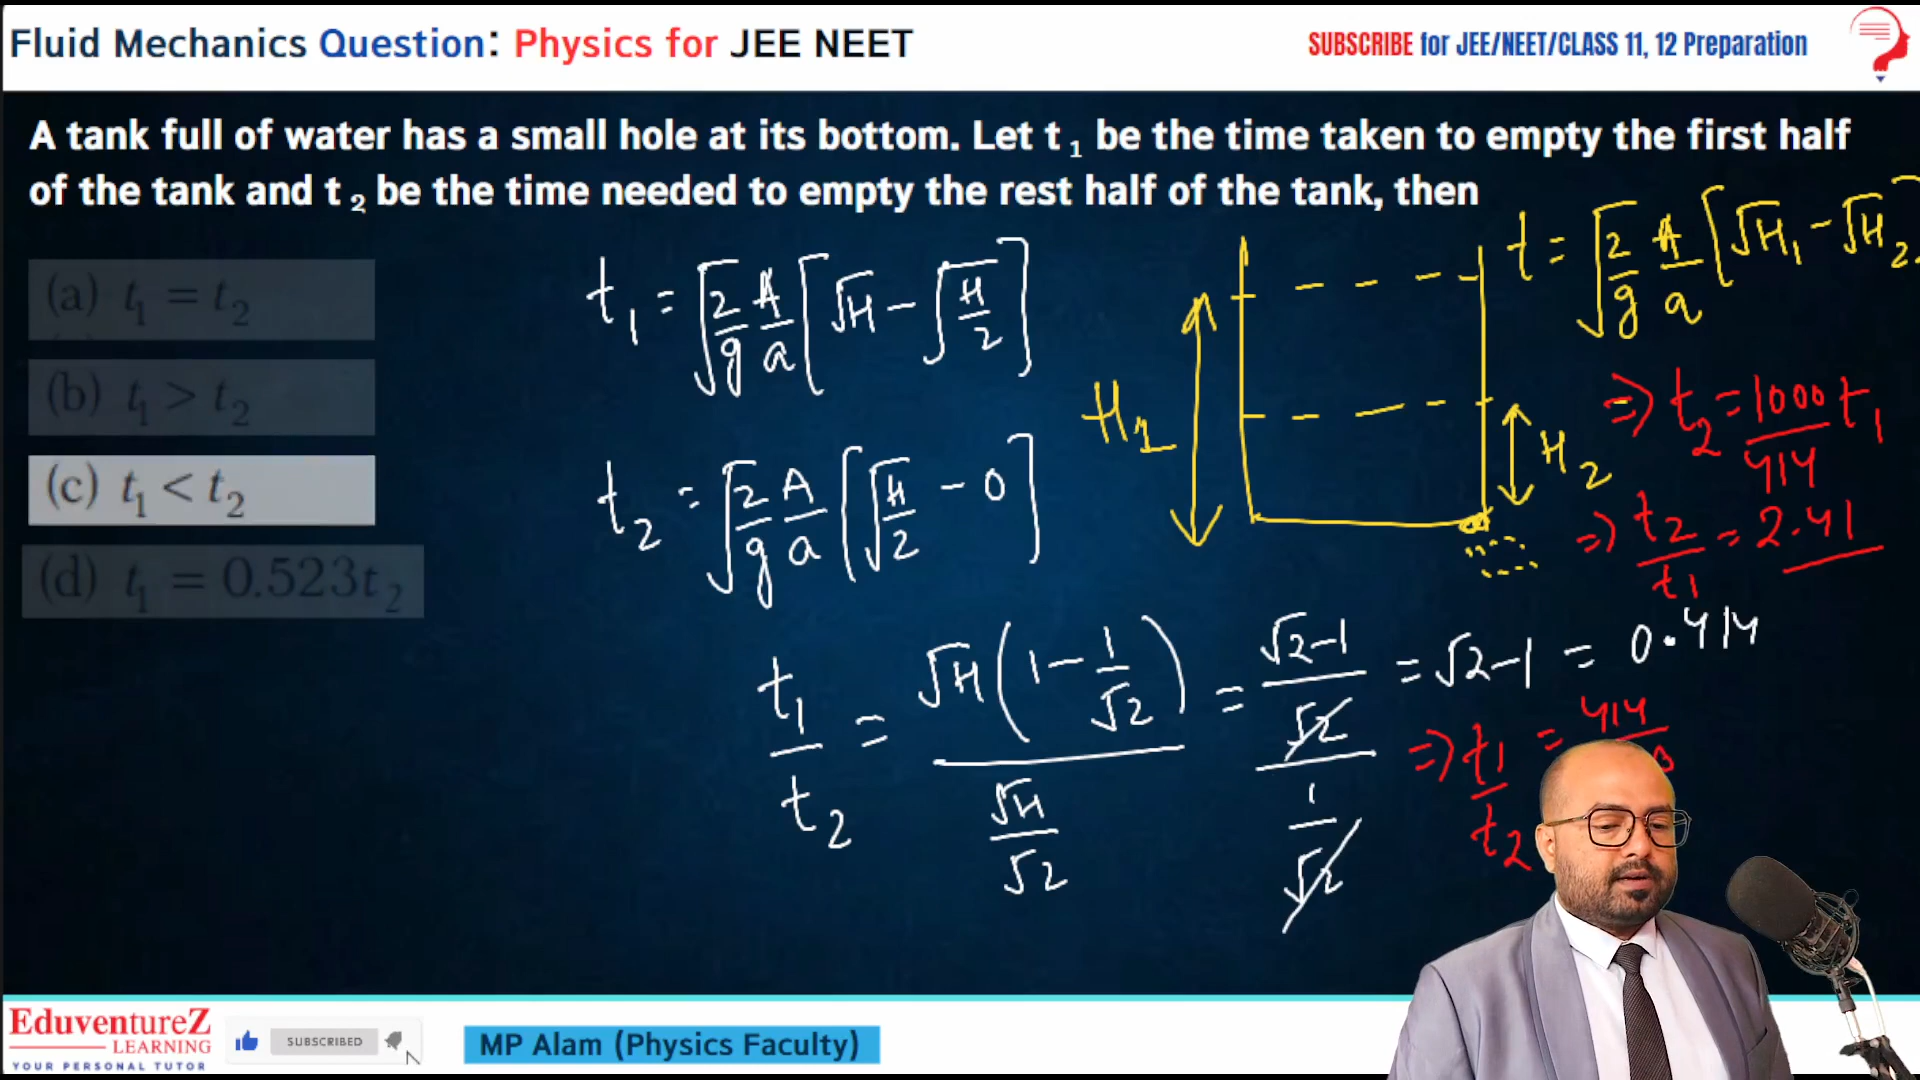 Fluid Mechanics Question: Physics for JEE NEET
SUBSCRIBE for JEE/NEET/CLASS 11, 12 Preparation
A tank full of water has a small hole at its bottom. Let t₁ be the time taken to empty the first half
of the tank and t₂ be the time needed to empty the rest half of the tank, then
(a) t₁ = t₂
(b) t₁ > t₂
(c) t₁ < t₂
(d) t₁ = 0.523t₂
t₁ = √(2/g) A/a [√H − √(H/2)]
t₂ = √(2/g) A/a [√(H/2) − 0]
t₁/t₂ = √H(1 − 1/√2) / (√H/√2) = ((√2−1)/√2) / (1/√2) = √2−1 = 0.414
H₁
H₂
t = √(2/g) A/a [√H₁ − √H₂
⇒ t₂ = 1000/414 t₁
⇒ t₂/t₁ = 2.41
⇒ t₁/t₂ = 414
EduventureZ
LEARNING
YOUR PERSONAL TUTOR
SUBSCRIBED
MP Alam (Physics Faculty)